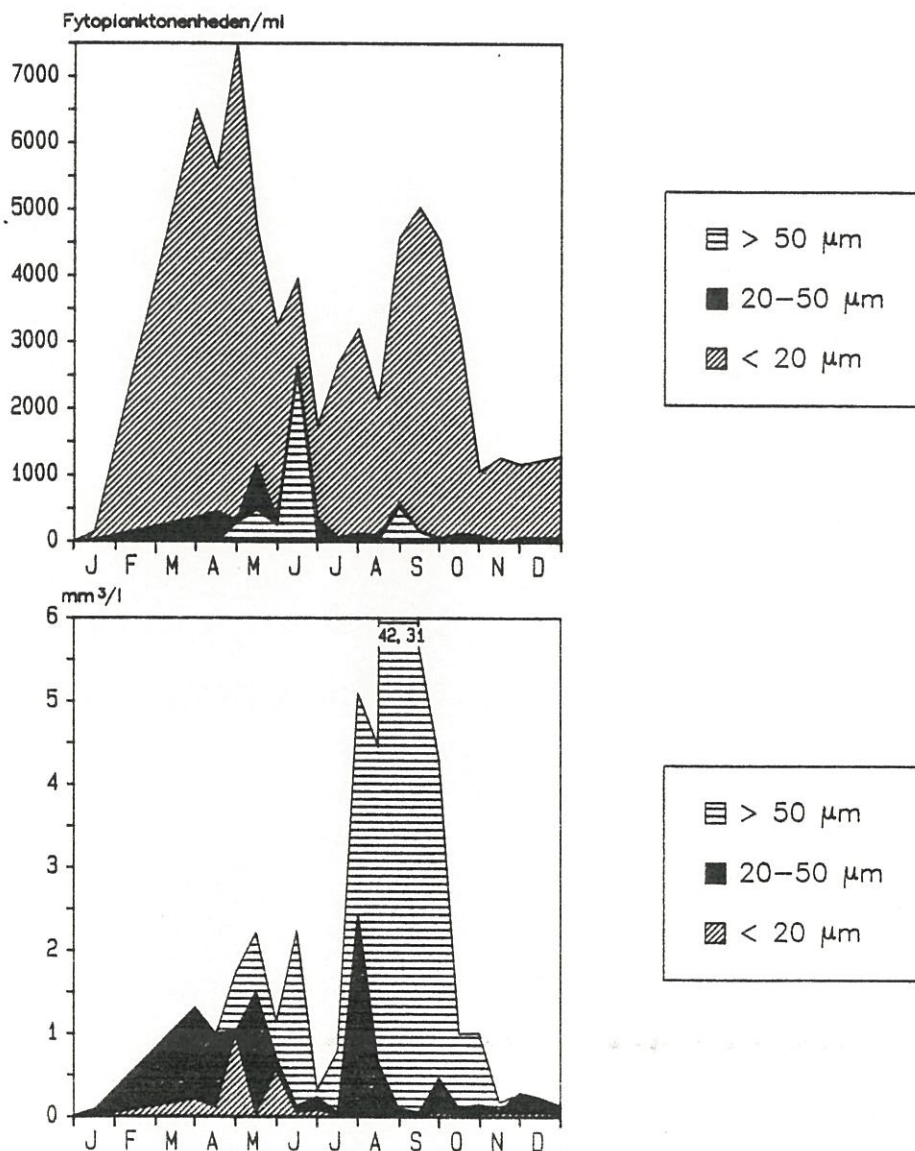 Fytoplanktonenheden/ml
7000
6000
5000
4000
3000
2000
1000
0
J F M A M J J A S O N D
> 50 µm
20-50 µm
< 20 µm
mm³/l
6
5
4
3
2
1
0
42, 31
J F M A M J J A S O N D
> 50 µm
20-50 µm
< 20 µm